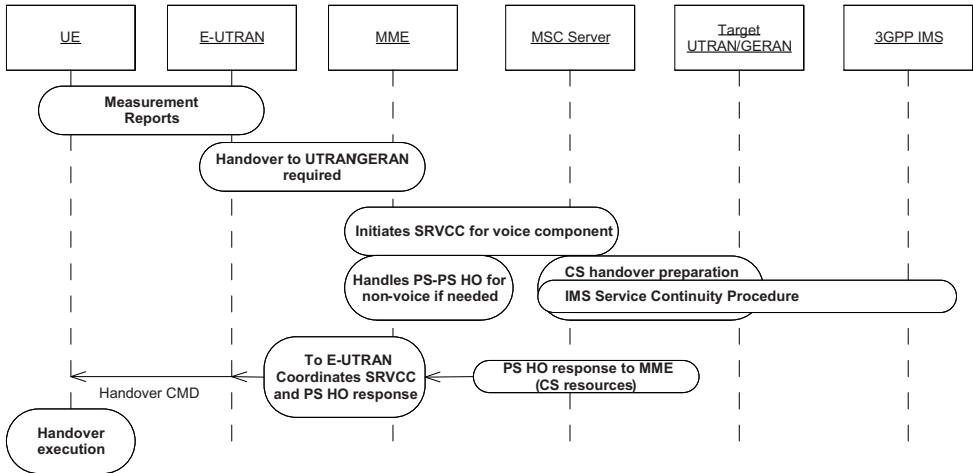 UE
E-UTRAN
MME
MSC Server
Target
UTRAN/GERAN
3GPP IMS
Measurement
Reports
Handover to UTRAN/GERAN
required
Initiates SRVCC for voice component
Handles PS-PS HO for
non-voice if needed
CS handover preparation
IMS Service Continuity Procedure
To E-UTRAN
Coordinates SRVCC
and PS HO response
PS HO response to MME
(CS resources)
Handover CMD
Handover
execution